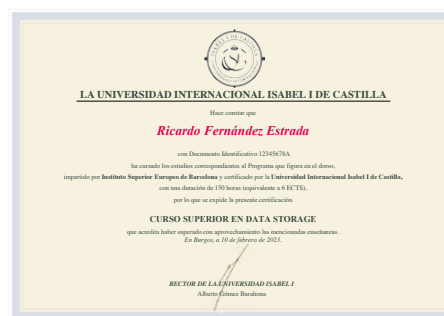 ISABEL I DE CASTILLA
LA UNIVERSIDAD INTERNACIONAL ISABEL I DE CASTILLA
Hace constar que
Ricardo Fernández Estrada
con Documento Identificativo 12345678A
ha cursado los estudios correspondientes al Programa que figura en el dorso,
impartido por Instituto Superior Europeo de Barcelona y certificado por la Universidad Internacional Isabel I de Castilla,
con una duración de 150 horas (equivalente a 6 ECTS),
por lo que se expide la presente certificación
CURSO SUPERIOR EN DATA STORAGE
que acredita haber superado con aprovechamiento las mencionadas enseñanzas.
En Burgos, a 10 de febrero de 2023.
RECTOR DE LA UNIVERSIDAD ISABEL I
Alberto Gómez Barahona